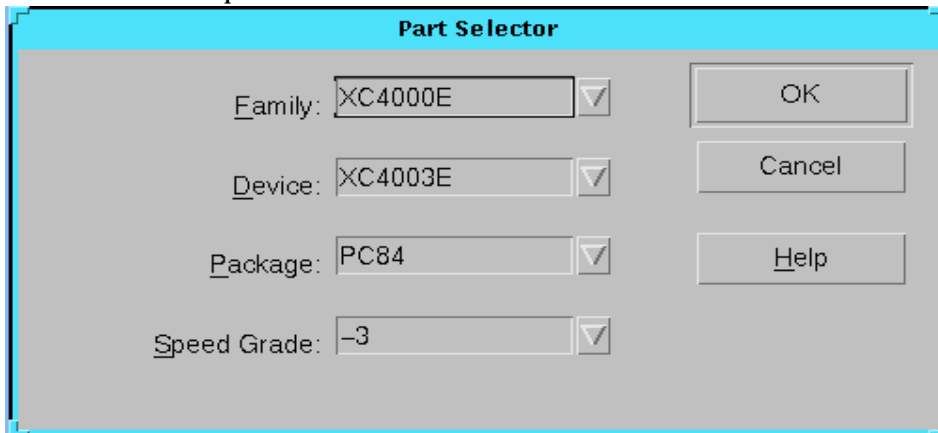 Part Selector
Family: XC4000E
OK
Device: XC4003E
Cancel
Package: PC84
Help
Speed Grade: –3